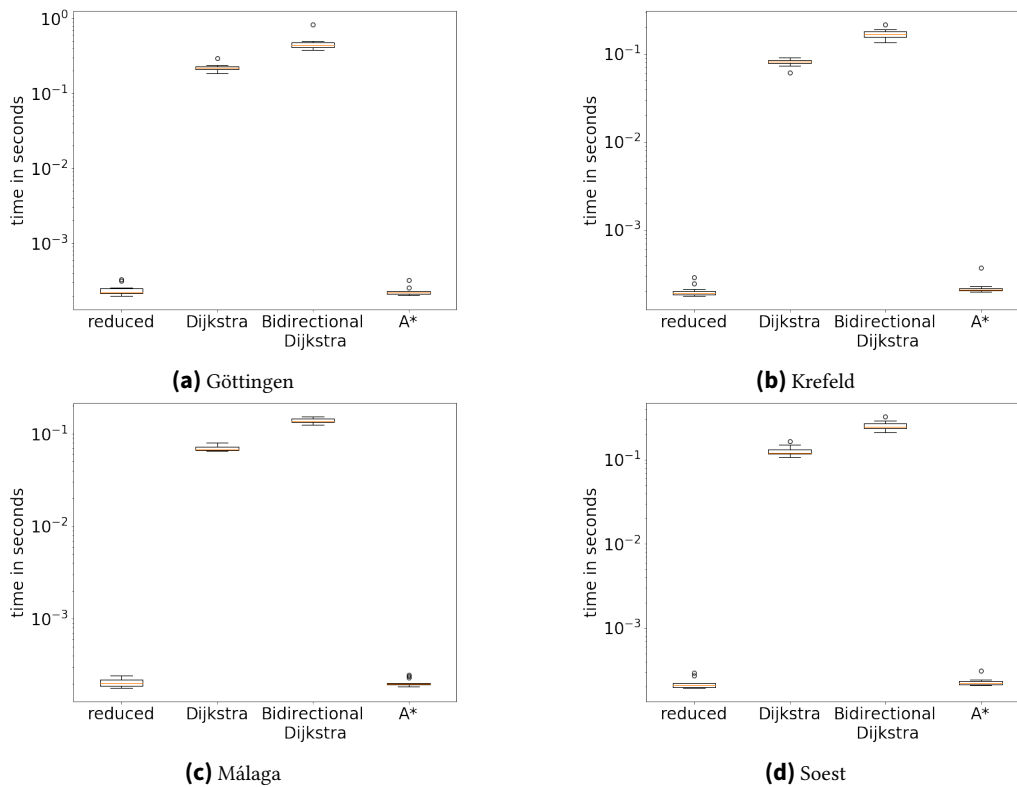 10^0
10^-1
10^-2
10^-3
time in seconds
reduced Dijkstra Bidirectional A*
Dijkstra
(a) Göttingen
10^-1
10^-2
10^-3
time in seconds
reduced Dijkstra Bidirectional A*
Dijkstra
(b) Krefeld
10^-1
10^-2
10^-3
time in seconds
reduced Dijkstra Bidirectional A*
Dijkstra
(c) Málaga
10^-1
10^-2
10^-3
time in seconds
reduced Dijkstra Bidirectional A*
Dijkstra
(d) Soest